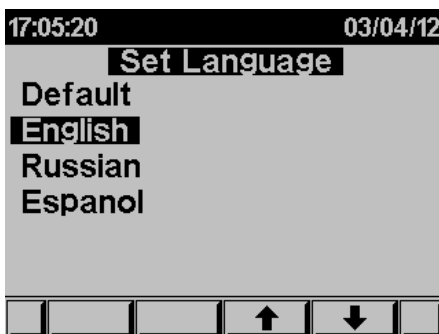 17:05:20 03/04/12
Set Language
Default
English
Russian
Espanol